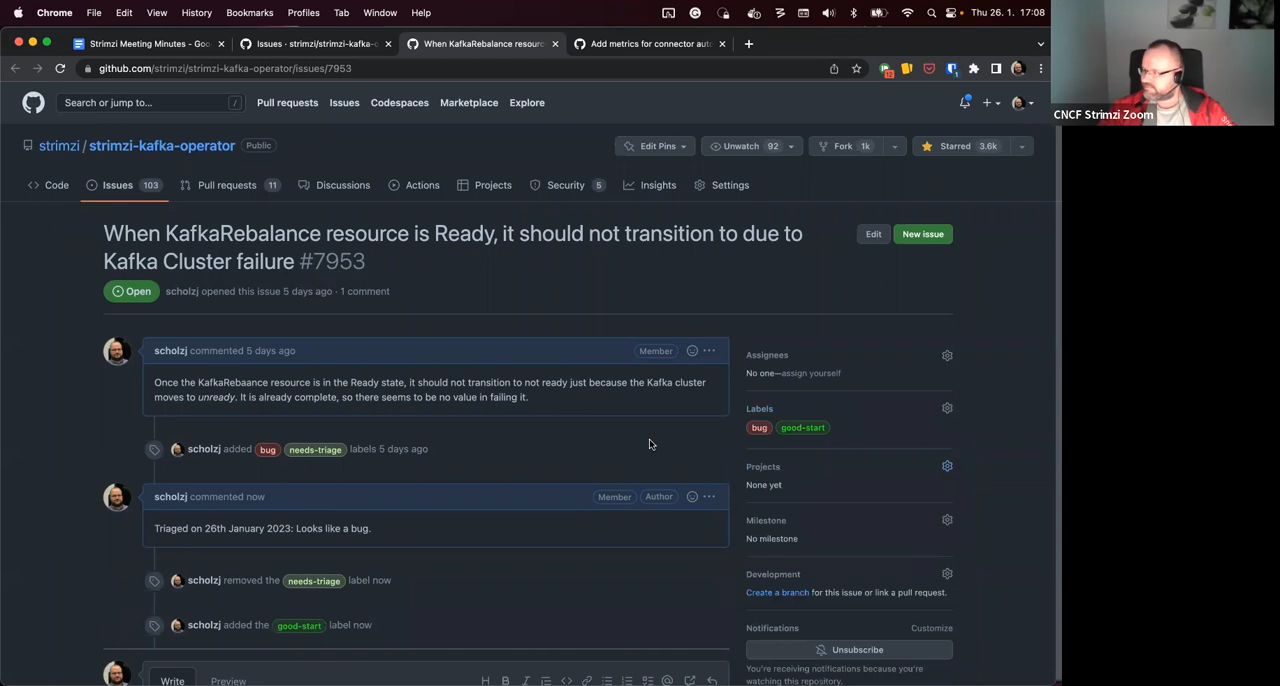 Chrome File Edit View History Bookmarks Profiles Tab Window Help Thu 26. 1. 17:08
Strimzi Meeting Minutes - Goo Issues · strimzi/strimzi-kafka-o When KafkaRebalance resourc Add metrics for connector aut
github.com/strimzi/strimzi-kafka-operator/issues/7953
CNCF Strimzi Zoom
Search or jump to... / Pull requests Issues Codespaces Marketplace Explore
strimzi / strimzi-kafka-operator Public Edit Pins Unwatch 92 Fork 1k Starred 3.6k
Code Issues 103 Pull requests 11 Discussions Actions Projects Security 5 Insights Settings
When KafkaRebalance resource is Ready, it should not transition to due to
Kafka Cluster failure #7953
Edit New issue
Open scholzj opened this issue 5 days ago · 1 comment
scholzj commented 5 days ago Member
Once the KafkaRebaance resource is in the Ready state, it should not transition to not ready just because the Kafka cluster
moves to unready. It is already complete, so there seems to be no value in failing it.
scholzj added bug needs-triage labels 5 days ago
scholzj commented now Member Author
Triaged on 26th January 2023: Looks like a bug.
scholzj removed the needs-triage label now
scholzj added the good-start label now
Write Preview
Assignees
No one—assign yourself
Labels
bug good-start
Projects
None yet
Milestone
No milestone
Development
Create a branch for this issue or link a pull request.
Notifications Customize
Unsubscribe
You're receiving notifications because you're
watching this repository.